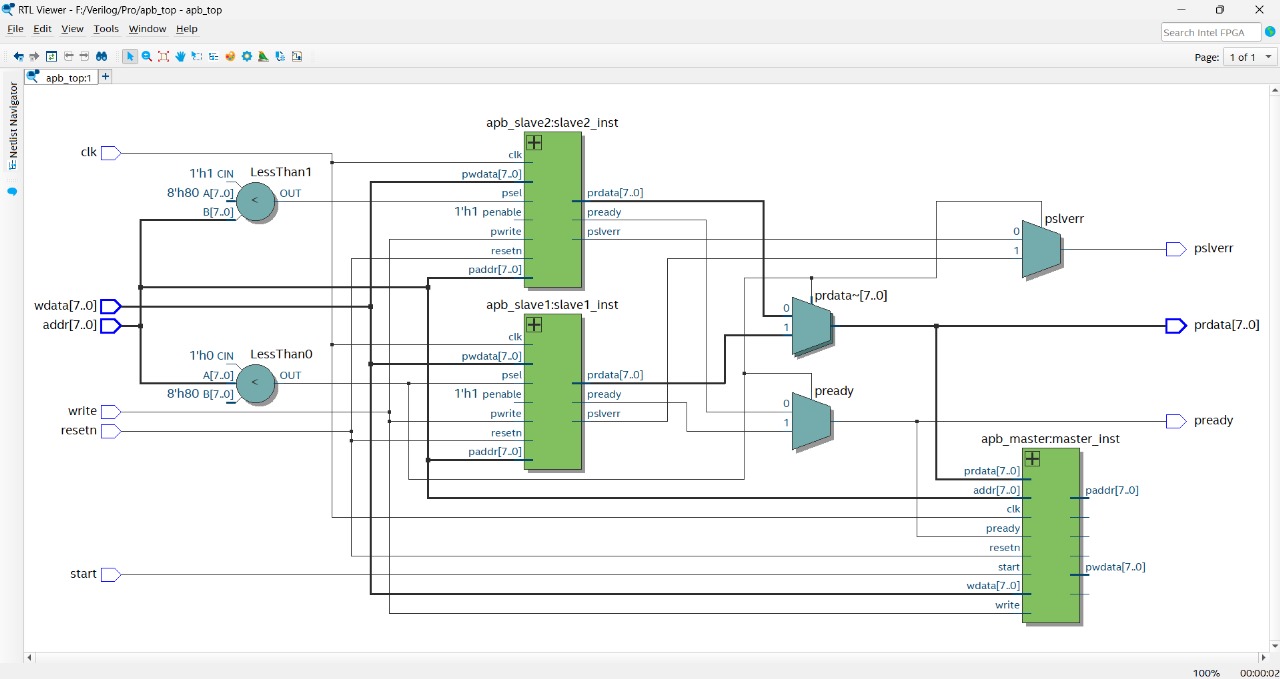 RTL Viewer - F:/Verilog/Pro/apb_top - apb_top
File Edit View Tools Window Help
Search Intel FPGA
Page: 1 of 1
apb_top:1
Netlist Navigator
apb_slave2:slave2_inst
clk
clk
1'h1 CIN LessThan1
pwdata[7..0]
8'h80 A[7..0] < OUT
psel
prdata[7..0]
B[7..0]
1'h1 penable
pready
pslverr
pwrite
pslverr
0
pslverr
resetn
1
paddr[7..0]
prdata~[7..0]
wdata[7..0]
apb_slave1:slave1_inst
0
addr[7..0]
1
prdata[7..0]
clk
1'h0 CIN LessThan0
pwdata[7..0]
A[7..0] < OUT
psel
prdata[7..0]
8'h80 B[7..0]
1'h1 penable
pready
pready
0
write
pwrite
pslverr
1
pready
resetn
resetn
apb_master:master_inst
paddr[7..0]
prdata[7..0]
addr[7..0]
paddr[7..0]
clk
pready
resetn
start
start
pwdata[7..0]
wdata[7..0]
write
100% 00:00:02